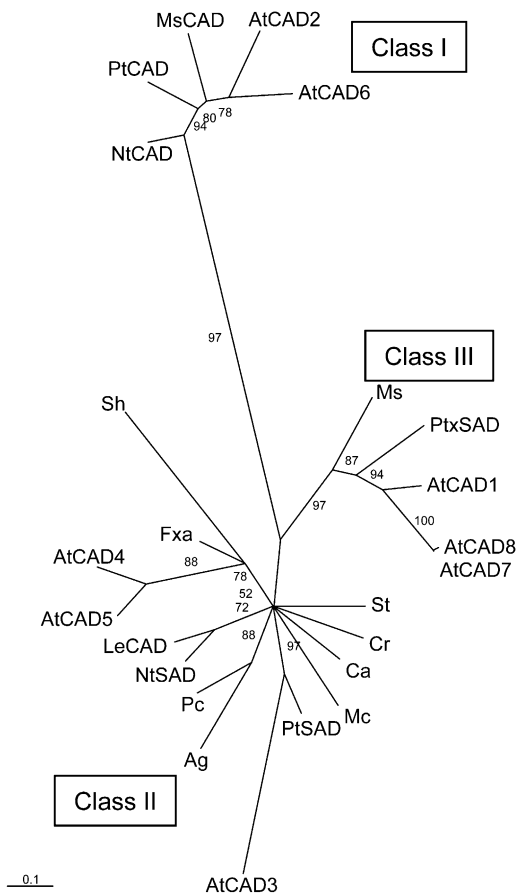 MsCAD
AtCAD2
Class I
PtCAD
AtCAD6
78
80
94
NtCAD
97
Class III
Ms
Sh
PtxSAD
87
94
AtCAD1
97
100
Fxa
AtCAD8
AtCAD4
88
AtCAD7
78
52
St
72
AtCAD5
88
LeCAD
97
Cr
NtSAD
Ca
Pc
Mc
PtSAD
Ag
Class II
0.1
AtCAD3